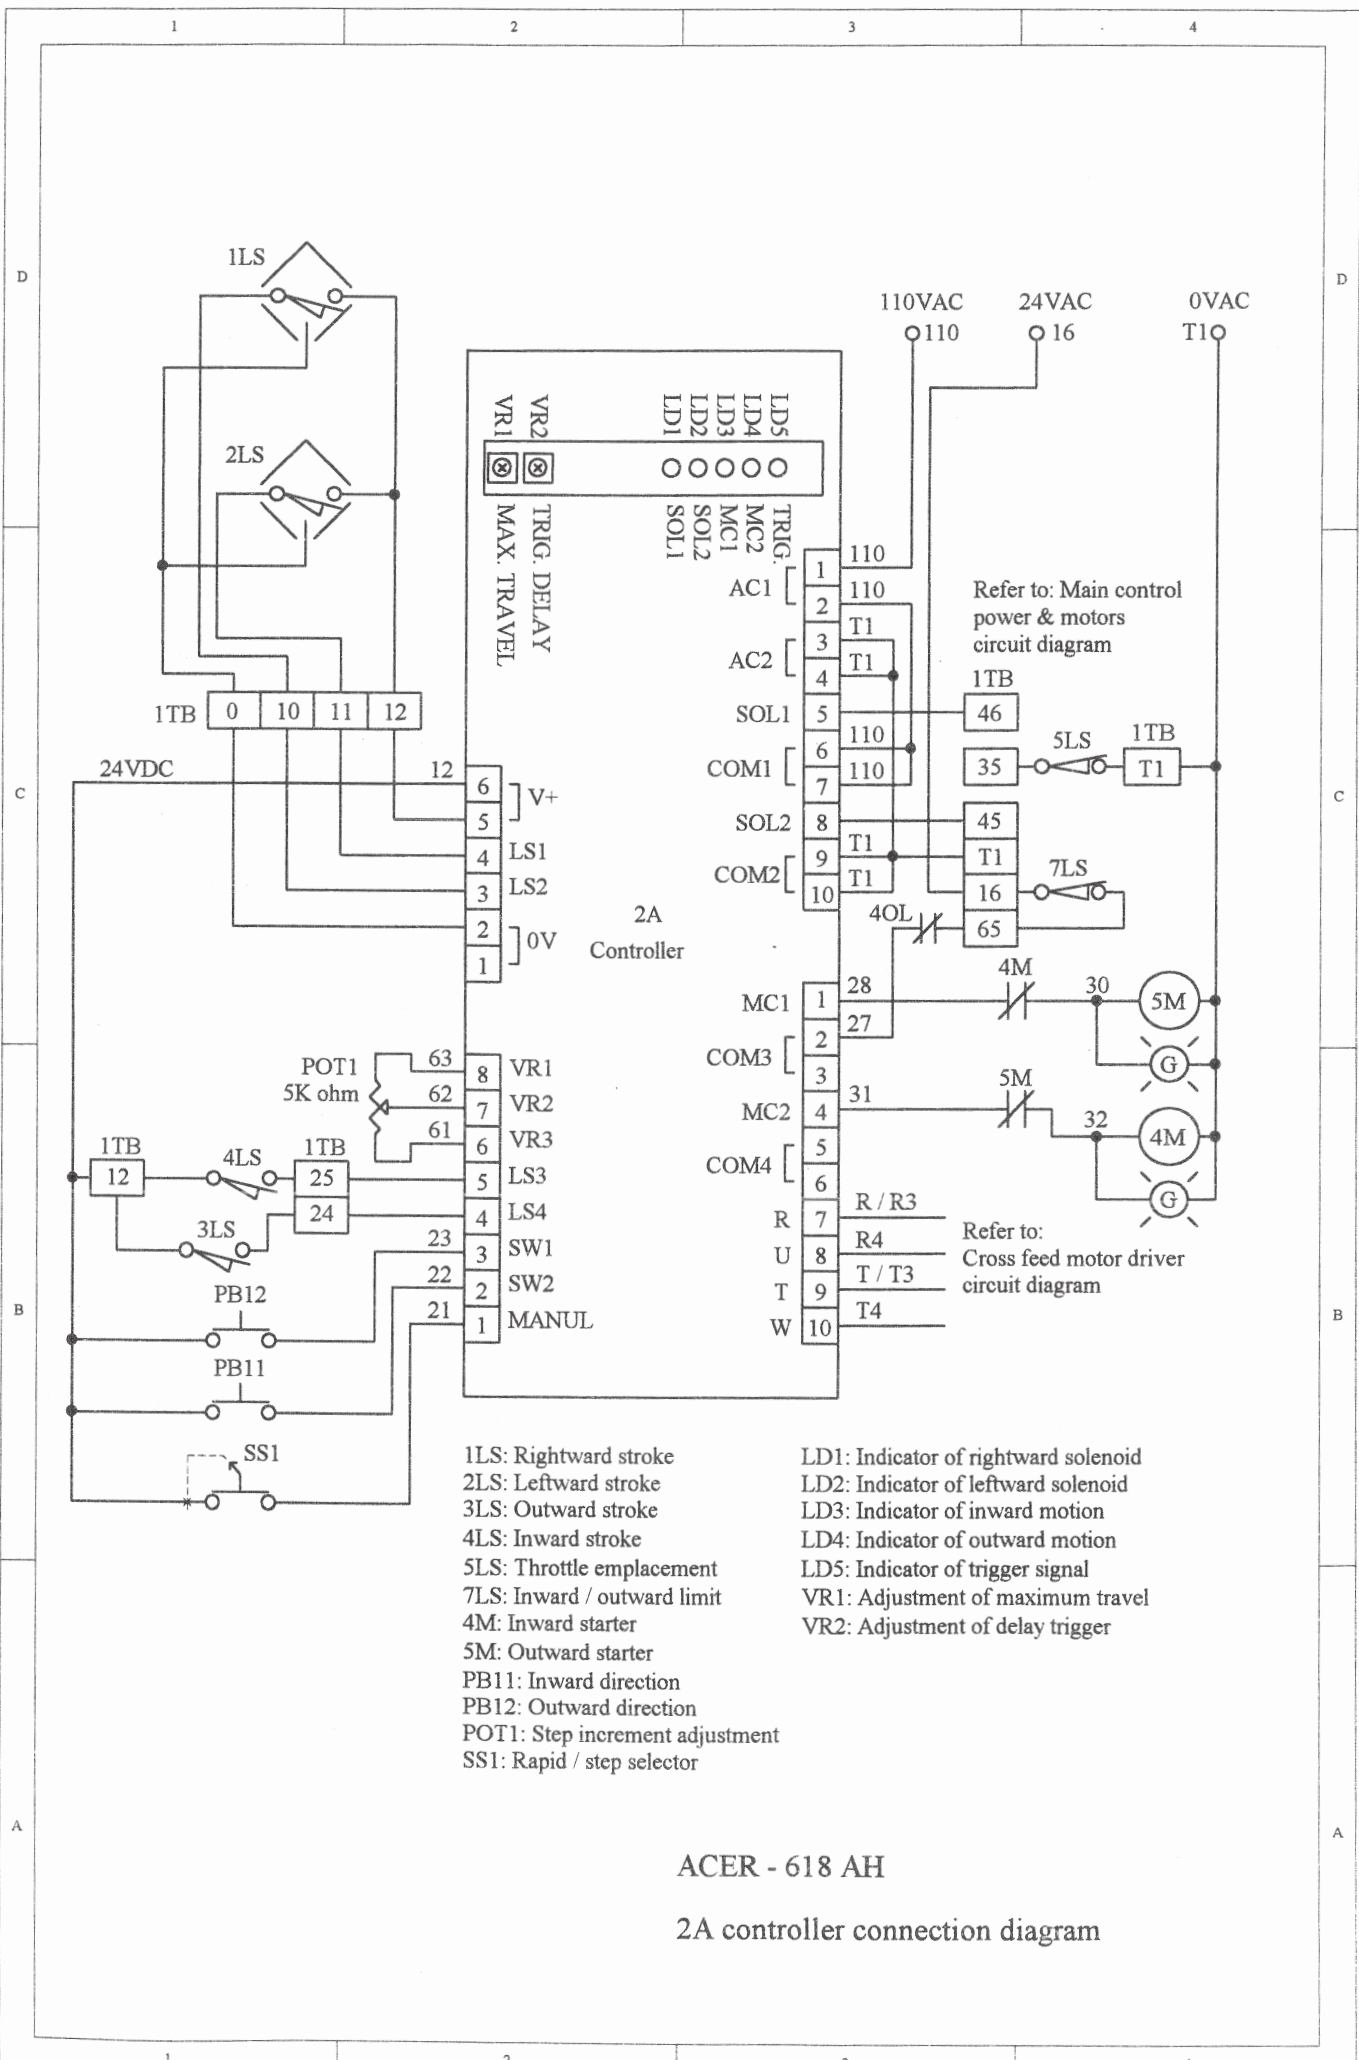 1 2 3 4
D D
1LS
110VAC 24VAC 0VAC
110 16 T1
2LS
VR1 VR2 LD1 LD2 LD3 LD4 LD5
MAX. TRAVEL TRIG. DELAY SOL1 SOL2 MC1 MC2 TRIG.
AC1 1 110
2 110
AC2 3 T1
4 T1
Refer to: Main control
power & motors
circuit diagram
1TB
1TB 0 10 11 12
SOL1 5 46
COM1 6 110
7 110
35 5LS 1TB T1
C C
24VDC 12 6 V+
5
4 LS1
3 LS2
2 0V
1
SOL2 8 45
COM2 9 T1 T1
10 T1 16 7LS
4OL 65
2A
Controller
MC1 1 28 4M 30 5M
COM3 2 27 G
3
MC2 4 31 5M 32 4M
COM4 5 G
6
POT1
5K ohm
63 8 VR1
62 7 VR2
61 6 VR3
1TB 12 4LS 1TB 25 5 LS3
3LS 24 4 LS4
23 3 SW1
22 2 SW2
21 1 MANUL
PB12
PB11
SS1
R 7 R / R3
U 8 R4
T 9 T / T3
W 10 T4
Refer to:
Cross feed motor driver
circuit diagram
B B
1LS: Rightward stroke
2LS: Leftward stroke
3LS: Outward stroke
4LS: Inward stroke
5LS: Throttle emplacement
7LS: Inward / outward limit
4M: Inward starter
5M: Outward starter
PB11: Inward direction
PB12: Outward direction
POT1: Step increment adjustment
SS1: Rapid / step selector
LD1: Indicator of rightward solenoid
LD2: Indicator of leftward solenoid
LD3: Indicator of inward motion
LD4: Indicator of outward motion
LD5: Indicator of trigger signal
VR1: Adjustment of maximum travel
VR2: Adjustment of delay trigger
A A
ACER - 618 AH
2A controller connection diagram